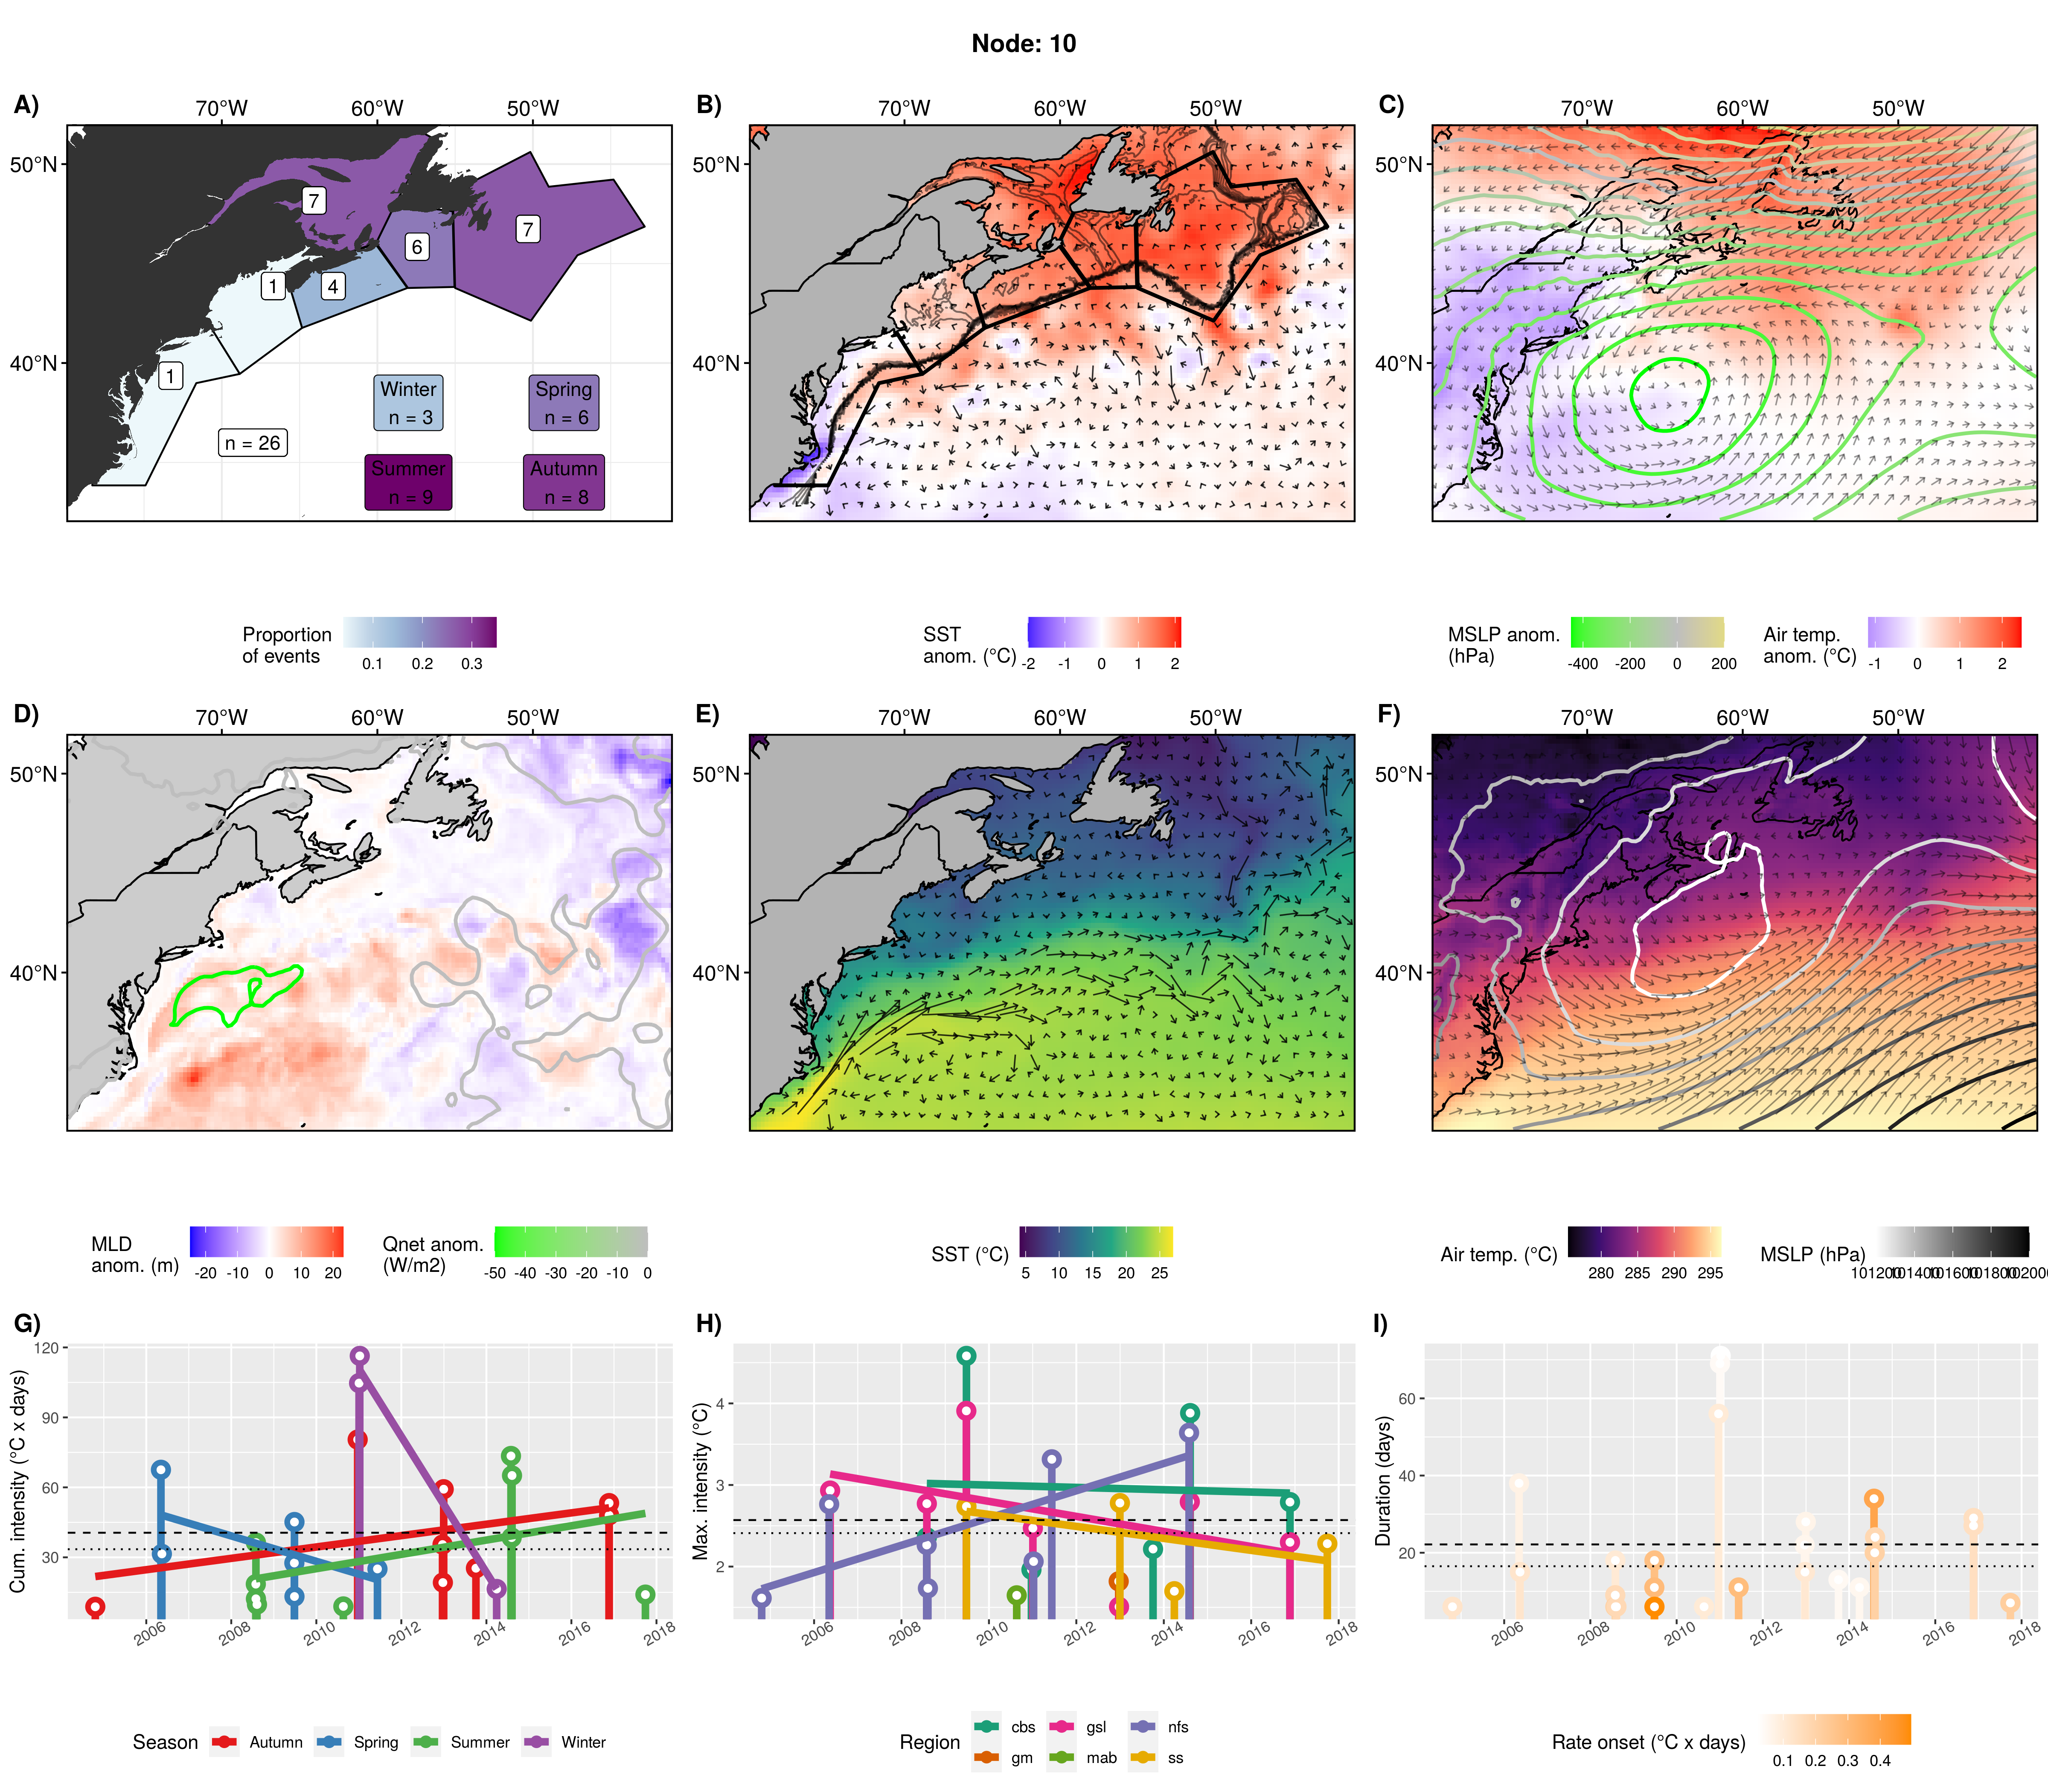 Node: 10
A)
70°W 60°W 50°W
50°N
40°N
7
6
7
1
4
1
n = 26
Winter
n = 3
Spring
n = 6
Summer
n = 9
Autumn
n = 8
Proportion
of events
0.1 0.2 0.3
B)
70°W 60°W 50°W
50°N
40°N
SST
anom. (°C)
-2 -1 0 1 2
C)
70°W 60°W 50°W
50°N
40°N
MSLP anom.
(hPa)
-400 -200 0 200
Air temp.
anom. (°C)
-1 0 1 2
D)
70°W 60°W 50°W
50°N
40°N
MLD
anom. (m)
-20 -10 0 10 20
Qnet anom.
(W/m2)
-50 -40 -30 -20 -10 0
E)
70°W 60°W 50°W
50°N
40°N
SST (°C)
5 10 15 20 25
F)
70°W 60°W 50°W
50°N
40°N
Air temp. (°C)
280 285 290 295
MSLP (hPa)
101200 101400 101600 101800 102000
G)
Cum. intensity (°C x days)
120
90
60
30
2006 2008 2010 2012 2014 2016 2018
Season Autumn Spring Summer Winter
H)
Max. intensity (°C)
4
3
2
2006 2008 2010 2012 2014 2016 2018
Region
cbs gsl nfs
gm mab ss
I)
Duration (days)
60
40
20
2006 2008 2010 2012 2014 2016 2018
Rate onset (°C x days)
0.1 0.2 0.3 0.4